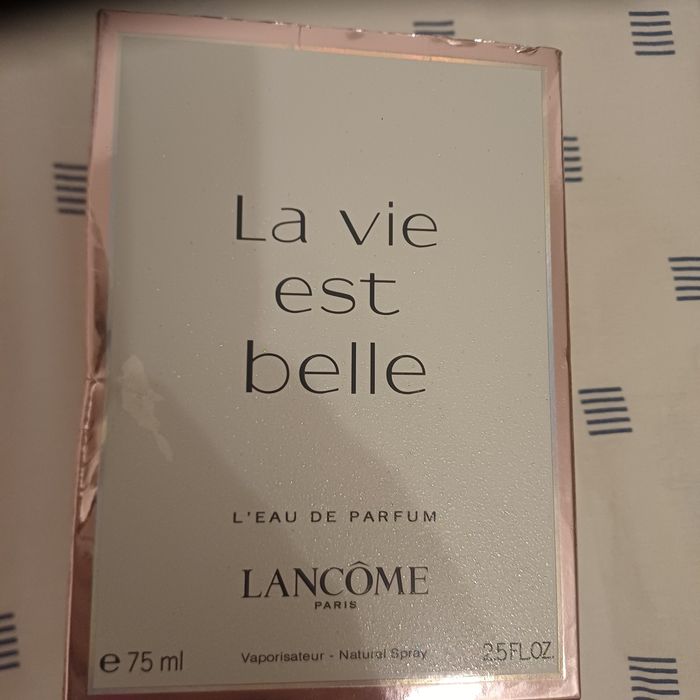 La vie
est
belle
L'EAU DE PARFUM
LANCÔME
PARIS
e 75 ml Vaporisateur - Natural Spray 2.5 FL.OZ.